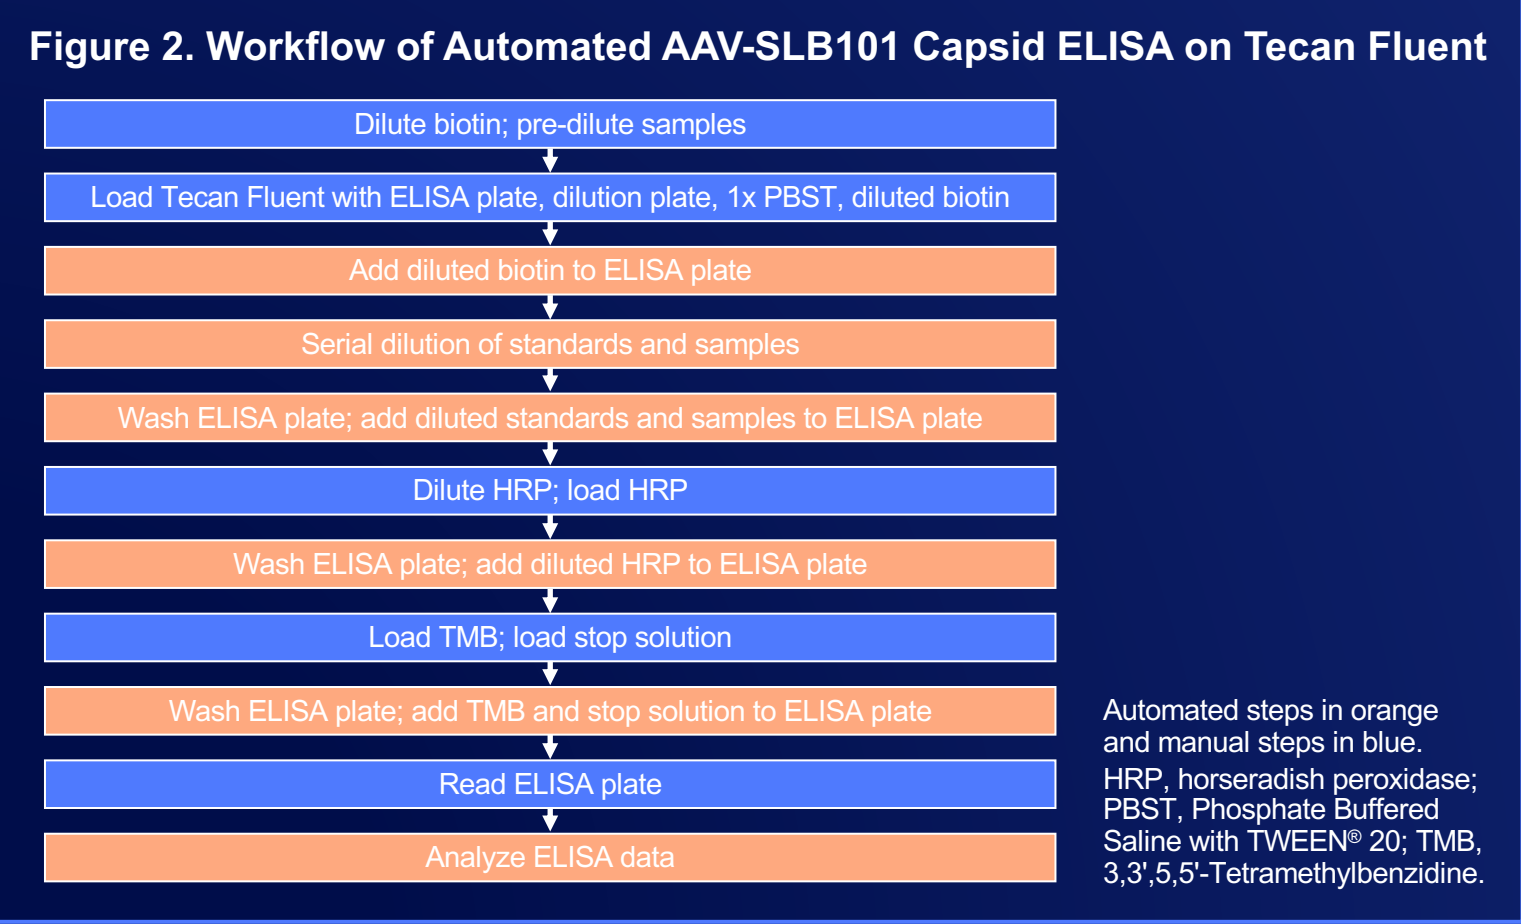 Figure 2. Workflow of Automated AAV-SLB101 Capsid ELISA on Tecan Fluent
Dilute biotin; pre-dilute samples
Load Tecan Fluent with ELISA plate, dilution plate, 1x PBST, diluted biotin
Add diluted biotin to ELISA plate
Serial dilution of standards and samples
Wash ELISA plate; add diluted standards and samples to ELISA plate
Dilute HRP; load HRP
Wash ELISA plate; add diluted HRP to ELISA plate
Load TMB; load stop solution
Wash ELISA plate; add TMB and stop solution to ELISA plate
Read ELISA plate
Analyze ELISA data
Automated steps in orange
and manual steps in blue.
HRP, horseradish peroxidase;
PBST, Phosphate Buffered
Saline with TWEEN® 20; TMB,
3,3',5,5'-Tetramethylbenzidine.